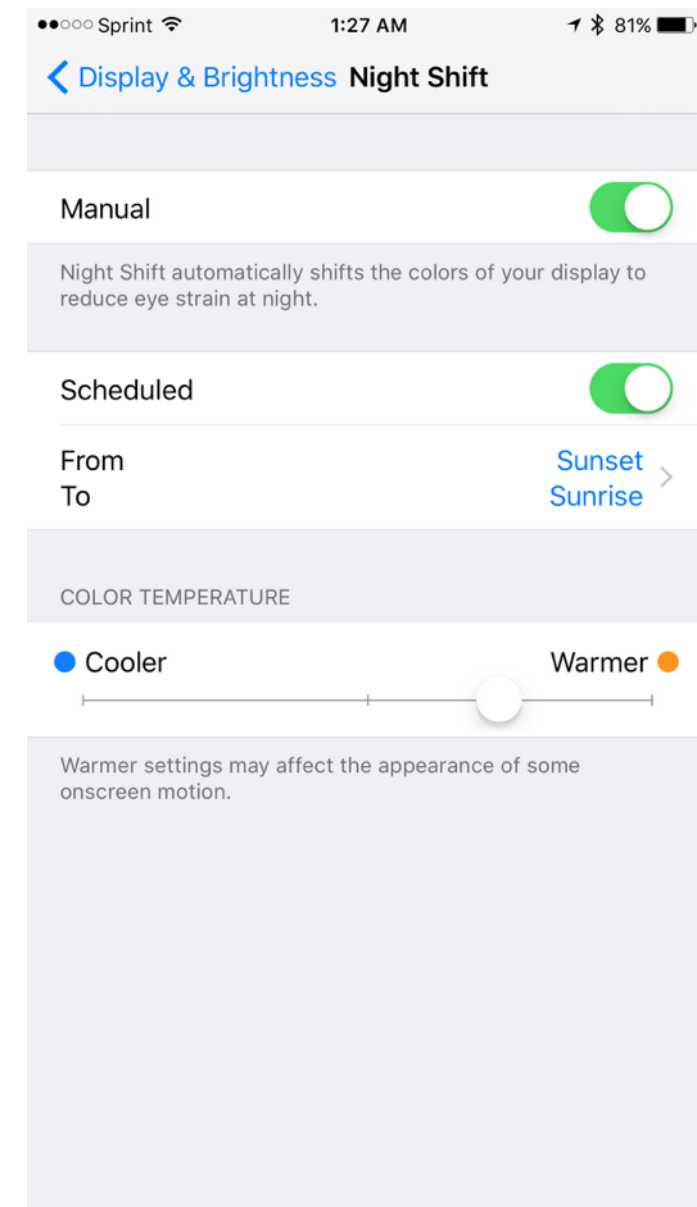 Sprint 1:27 AM 81%
Display & Brightness Night Shift
Manual
Night Shift automatically shifts the colors of your display to
reduce eye strain at night.
Scheduled
From Sunset
To Sunrise
COLOR TEMPERATURE
Cooler Warmer
Warmer settings may affect the appearance of some
onscreen motion.